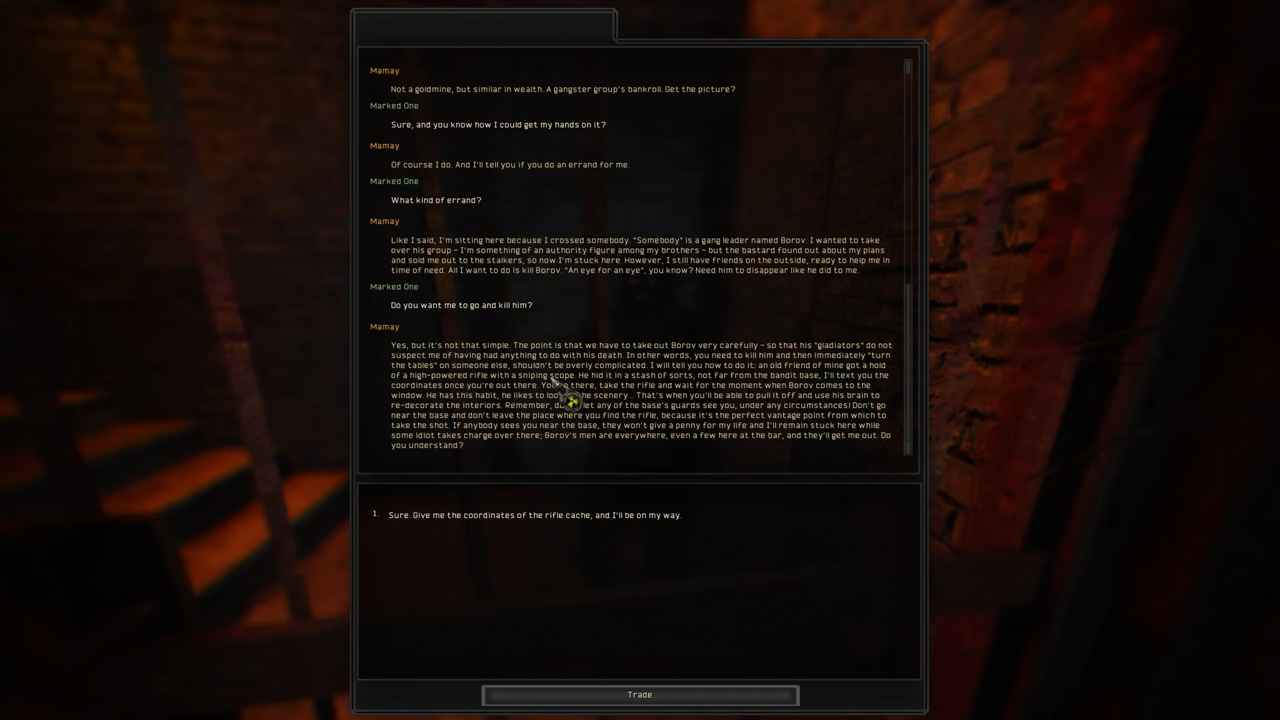 Mamay
Not a goldmine, but similar in wealth. A gangster group's bankroll. Get the picture?
Marked One
Sure, and you know how I could get my hands on it?
Mamay
Of course I do. And I'll tell you if you do an errand for me.
Marked One
What kind of errand?
Mamay
Like I said, I'm sitting here because I crossed somebody. "Somebody" is a gang leader named Borov. I wanted to take
over his group - I'm something of an authority figure among my brothers - but the bastard found out about my plans
and sold me out to the stalkers, so now I'm stuck here. However, I still have friends on the outside, ready to help me in
time of need. All I want to do is kill Borov. "An eye for an eye", you know? Need him to disappear like he did to me.
Marked One
Do you want me to go and kill him?
Mamay
Yes, but it's not that simple. The point is that we have to take out Borov very carefully - so that his "gladiators" do not
suspect me of having had anything to do with his death. In other words, you need to kill him and then immediately "turn
the tables" on someone else, shouldn't be overly complicated. I will tell you how to do it: an old friend of mine got a hold
of a high-powered rifle with a sniping scope. He hid it in a stash of sorts, not far from the bandit base, I'll text you the
coordinates once you're out there. there, take the rifle and wait for the moment when Borov comes to the
window. He has this habit, he likes to the scenery... That's when you'll be able to pull it off and use his brain to
re-decorate the interiors. Remember, let any of the base's guards see you, under any circumstances! Don't go
near the base and don't leave the place where you find the rifle, because it's the perfect vantage point from which to
take the shot. If anybody sees you near the base, they won't give a penny for my life and I'll remain stuck here while
some idiot takes charge over there; Borov's men are everywhere, even a few here at the bar, and they'll get me out. Do
you understand?
1. Sure. Give me the coordinates of the rifle cache, and I'll be on my way.
Trade